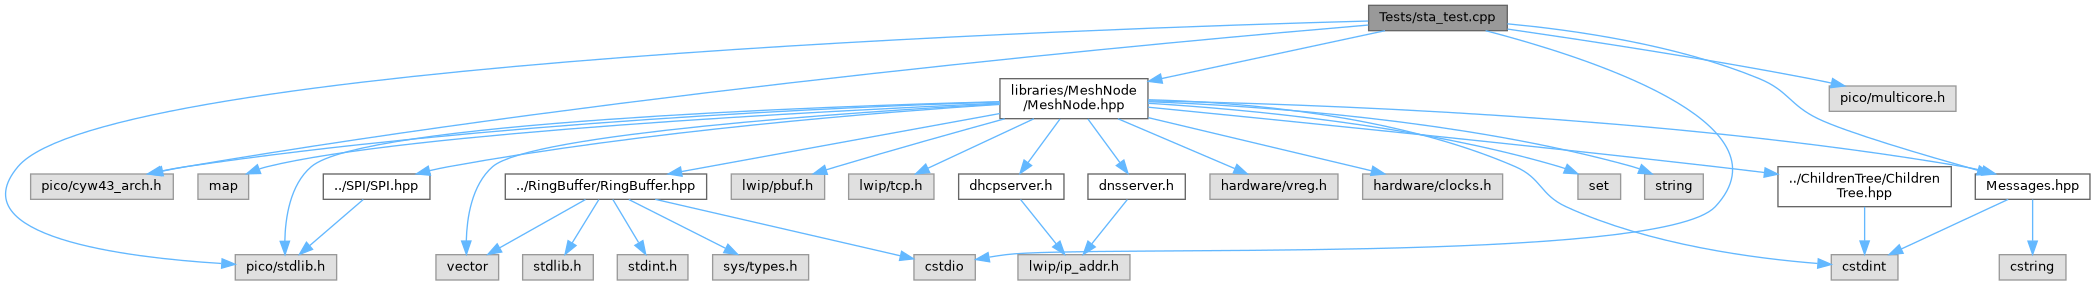 Tests/sta_test.cpp
libraries/MeshNode
/MeshNode.hpp
pico/multicore.h
pico/cyw43_arch.h
map
../SPI/SPI.hpp
../RingBuffer/RingBuffer.hpp
lwip/pbuf.h
lwip/tcp.h
dhcpserver.h
dnsserver.h
hardware/vreg.h
hardware/clocks.h
set
string
../ChildrenTree/Children
Tree.hpp
Messages.hpp
pico/stdlib.h
vector
stdlib.h
stdint.h
sys/types.h
cstdio
lwip/ip_addr.h
cstdint
cstring